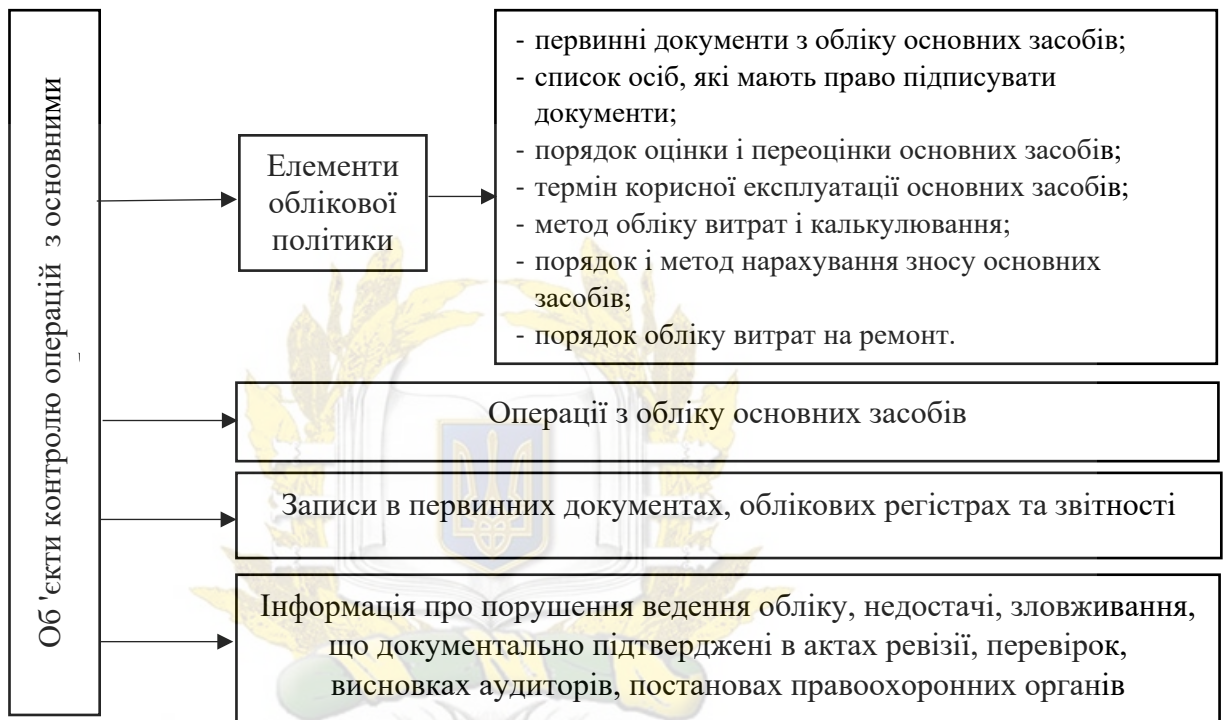 Об 'єкти контролю операцій з основними
Елементи
облікової
політики
- первинні документи з обліку основних засобів;
- список осіб, які мають право підписувати
документи;
- порядок оцінки і переоцінки основних засобів;
- термін корисної експлуатації основних засобів;
- метод обліку витрат і калькулювання;
- порядок і метод нарахування зносу основних
засобів;
- порядок обліку витрат на ремонт.
Операції з обліку основних засобів
Записи в первинних документах, облікових регістрах та звітності
Інформація про порушення ведення обліку, недостачі, зловживання,
що документально підтверджені в актах ревізії, перевірок,
висновках аудиторів, постановах правоохоронних органів